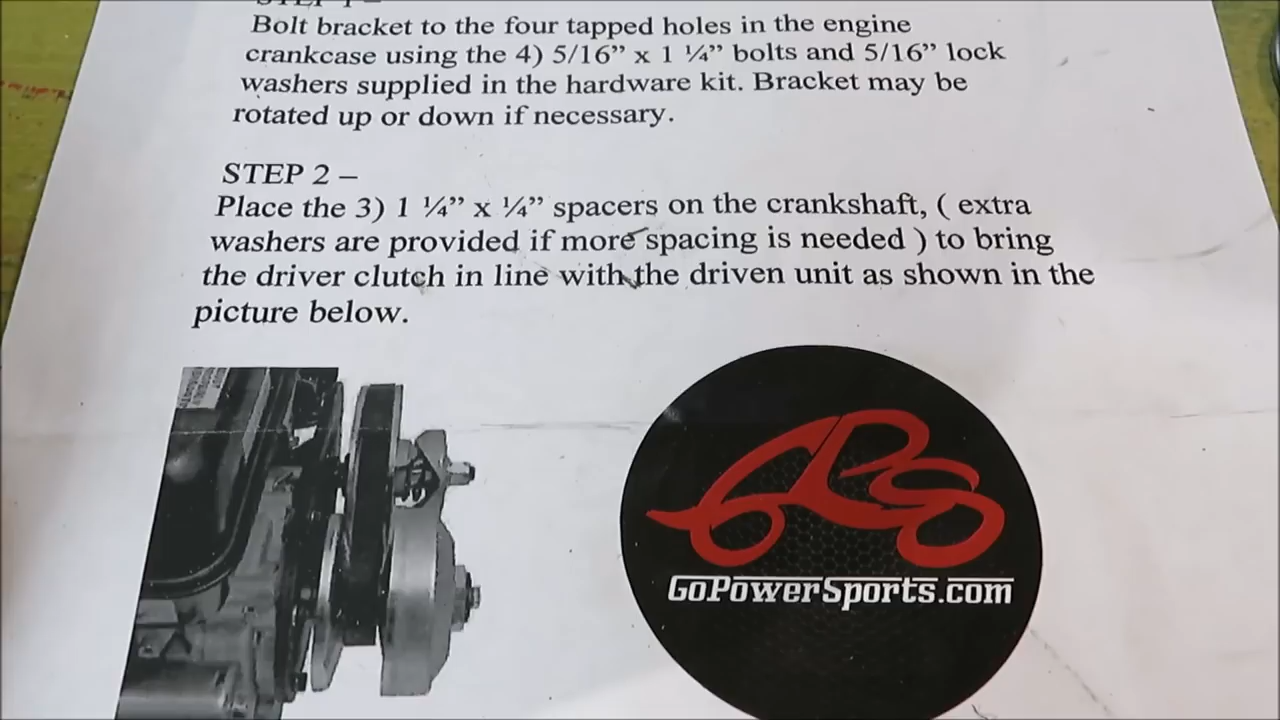 STEP 1 –
Bolt bracket to the four tapped holes in the engine
crankcase using the 4) 5/16” x 1 ¼” bolts and 5/16” lock
washers supplied in the hardware kit. Bracket may be
rotated up or down if necessary.
STEP 2 –
Place the 3) 1 ¼” x ¼” spacers on the crankshaft, ( extra
washers are provided if more spacing is needed ) to bring
the driver clutch in line with the driven unit as shown in the
picture below.
GPS
GoPowerSports.com